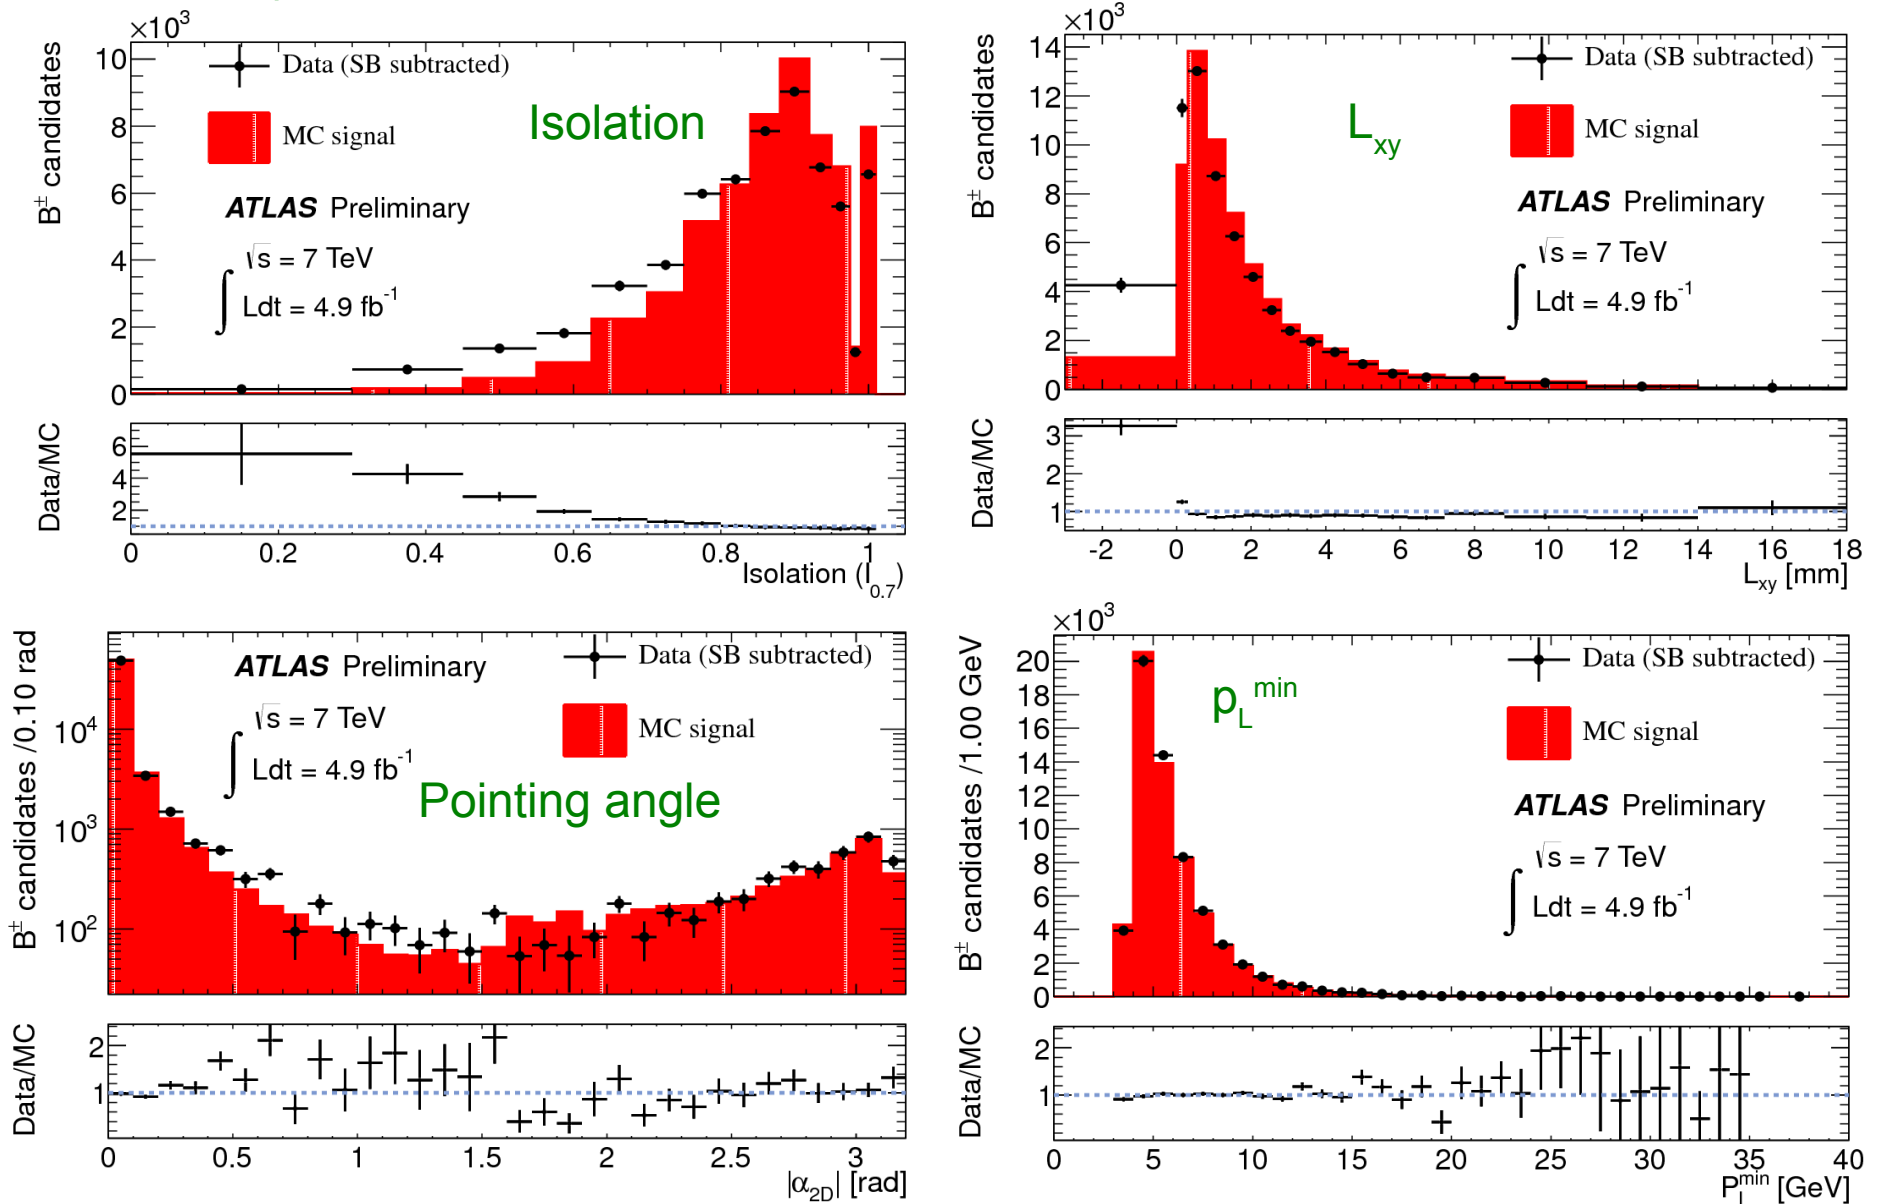 ×10³
B± candidates
10
8
6
4
2
0
Data (SB subtracted)
MC signal
Isolation
ATLAS Preliminary
√s = 7 TeV
∫ Ldt = 4.9 fb⁻¹
Data/MC
6
4
2
0 0.2 0.4 0.6 0.8 1
Isolation (I0.7)
×10³
B± candidates
14
12
10
8
6
4
2
0
Data (SB subtracted)
MC signal
Lxy
ATLAS Preliminary
√s = 7 TeV
∫ Ldt = 4.9 fb⁻¹
Data/MC
3
2
1
-2 0 2 4 6 8 10 12 14 16 18
Lxy [mm]
B± candidates /0.10 rad
10⁴
10³
10²
ATLAS Preliminary
Data (SB subtracted)
√s = 7 TeV
MC signal
∫ Ldt = 4.9 fb⁻¹
Pointing angle
Data/MC
2
1
0 0.5 1 1.5 2 2.5 3
|α2D| [rad]
×10³
B± candidates /1.00 GeV
20
18
16
14
12
10
8
6
4
2
0
Data (SB subtracted)
pL min
MC signal
ATLAS Preliminary
√s = 7 TeV
∫ Ldt = 4.9 fb⁻¹
Data/MC
2
1
0 5 10 15 20 25 30 35 40
PL min [GeV]